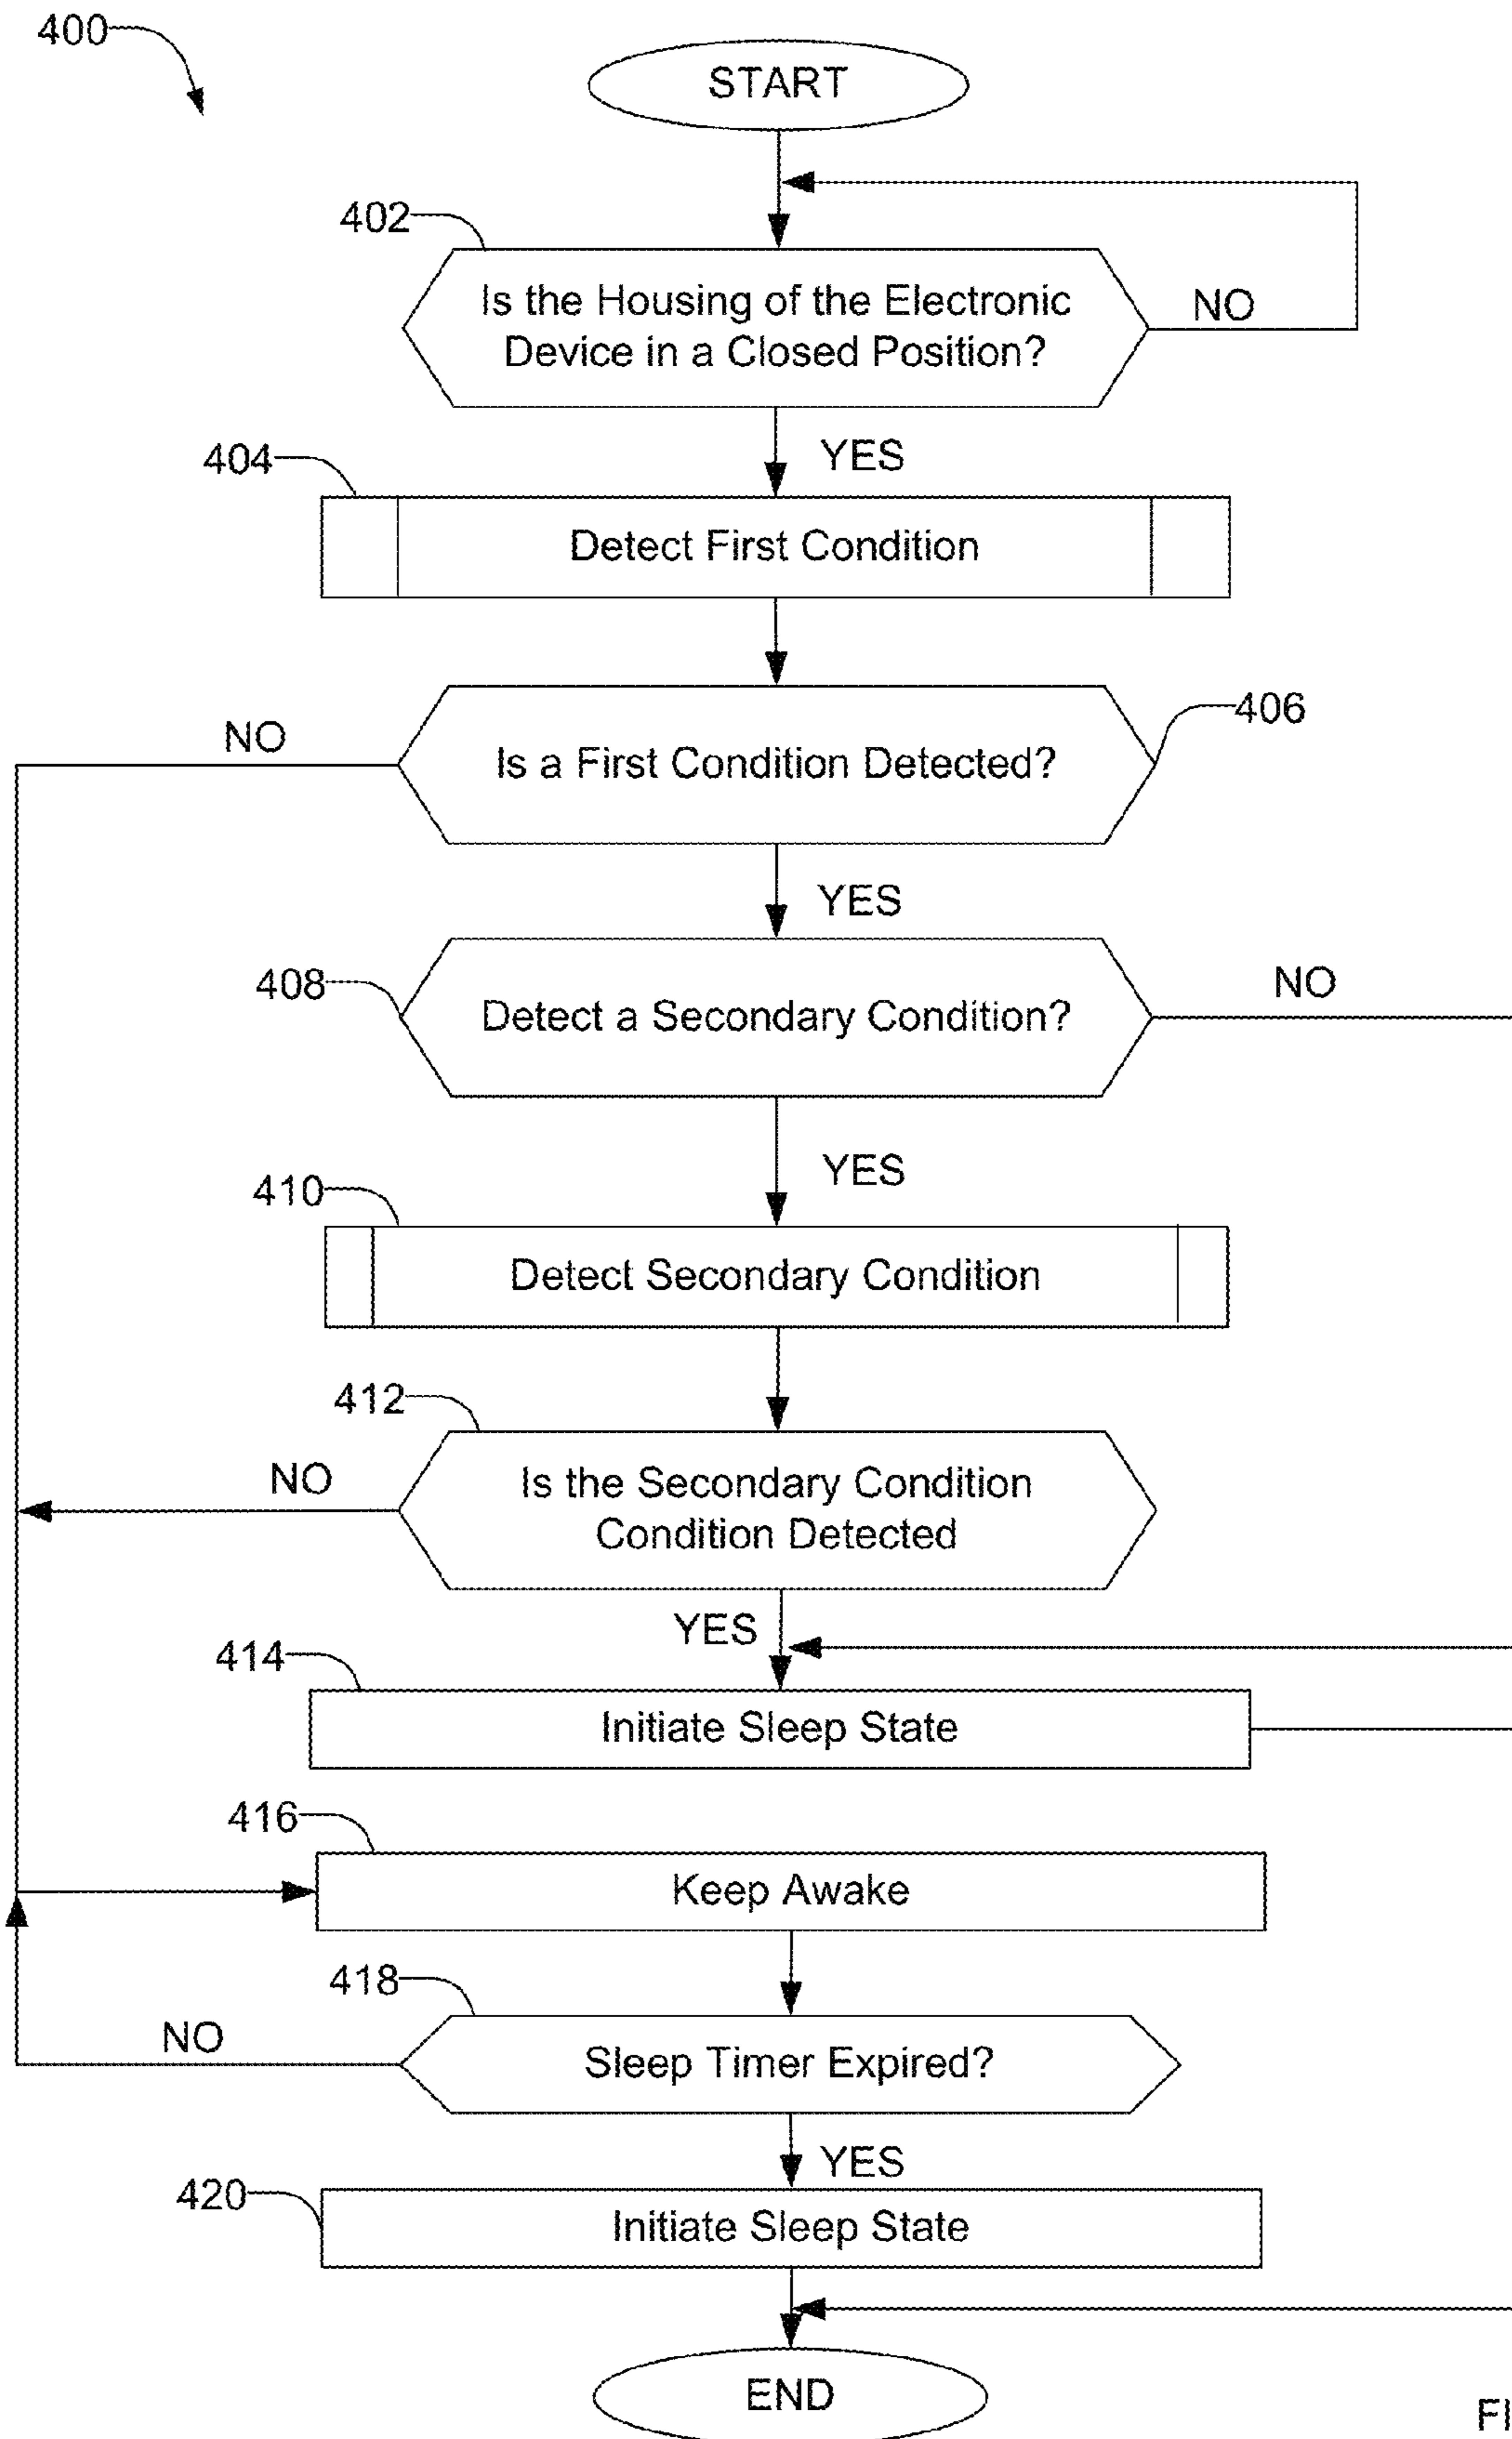 400
START
402
Is the Housing of the Electronic
Device in a Closed Position?
NO
YES
404
Detect First Condition
406
NO
Is a First Condition Detected?
YES
408
Detect a Secondary Condition?
NO
YES
410
Detect Secondary Condition
412
NO
Is the Secondary Condition
Condition Detected
YES
414
Initiate Sleep State
416
Keep Awake
418
NO
Sleep Timer Expired?
YES
420
Initiate Sleep State
END
FI